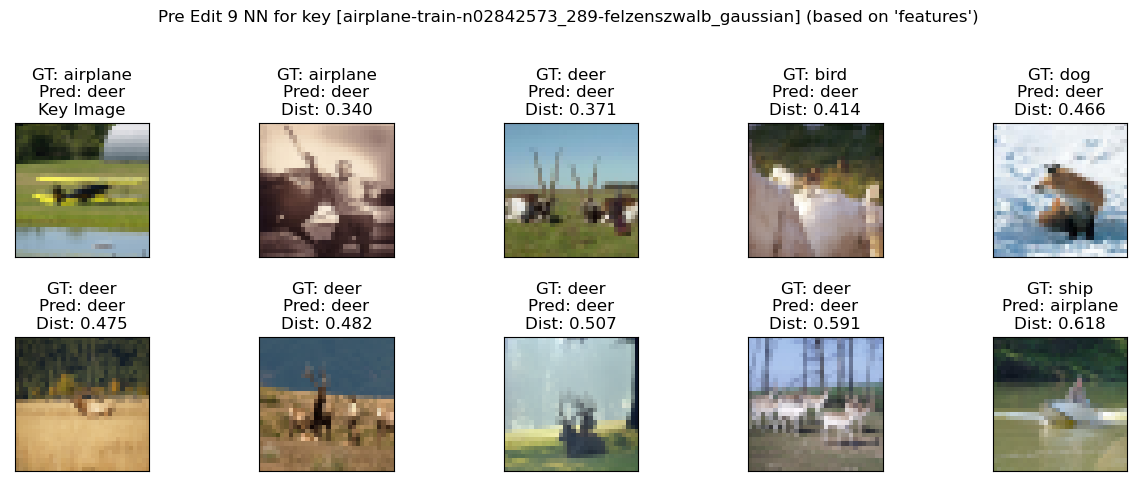 Pre Edit 9 NN for key [airplane-train-n02842573_289-felzenszwalb_gaussian] (based on 'features')
GT: airplane
Pred: deer
Key Image
GT: airplane
Pred: deer
Dist: 0.340
GT: deer
Pred: deer
Dist: 0.371
GT: bird
Pred: deer
Dist: 0.414
GT: dog
Pred: deer
Dist: 0.466
GT: deer
Pred: deer
Dist: 0.475
GT: deer
Pred: deer
Dist: 0.482
GT: deer
Pred: deer
Dist: 0.507
GT: deer
Pred: deer
Dist: 0.591
GT: ship
Pred: airplane
Dist: 0.618